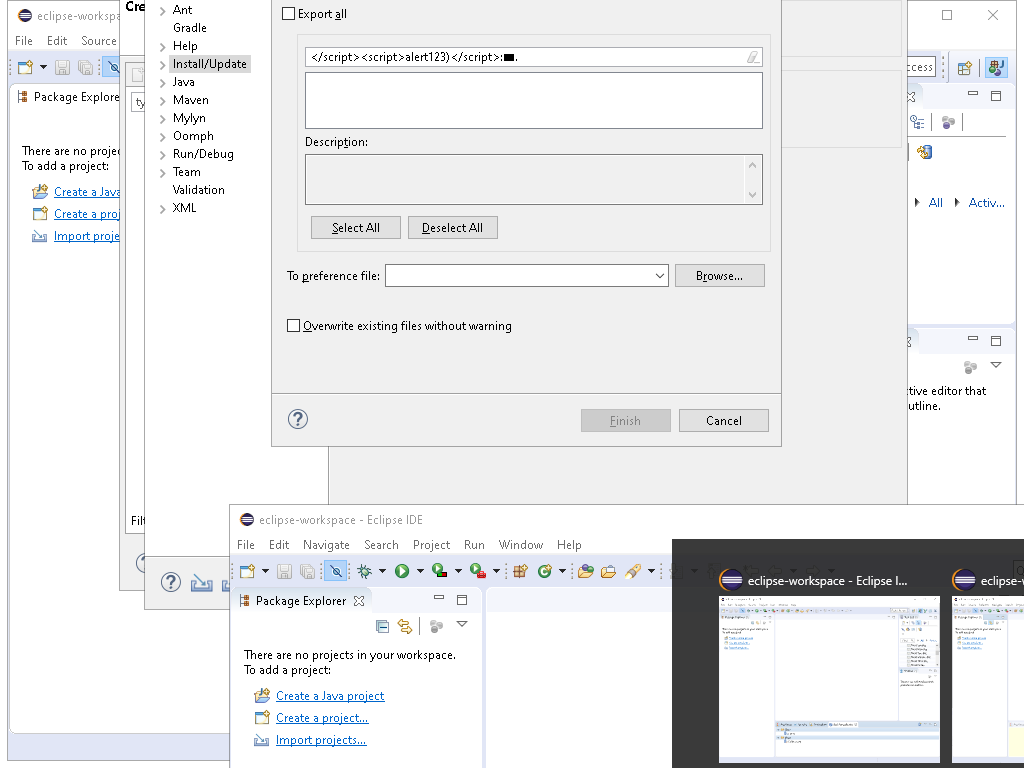 eclipse-workspa
File Edit Source
Package Explore
There are no projec
To add a project:
Create a Java
Create a proj
Import proje
Cre
ty
Filt
Ant
Gradle
Help
Install/Update
Java
Maven
Mylyn
Oomph
Run/Debug
Team
Validation
XML
Export all
</script><script>alert123)</script>:■.
Description:
Select All Deselect All
To preference file: Browse...
Overwrite existing files without warning
Finish Cancel
ccess
All Activ...
ctive editor that
utline.
eclipse-workspace - Eclipse IDE
File Edit Navigate Search Project Run Window Help
Package Explorer
There are no projects in your workspace.
To add a project:
Create a Java project
Create a project...
Import projects...
eclipse-workspace - Eclipse I...
eclipse-wo